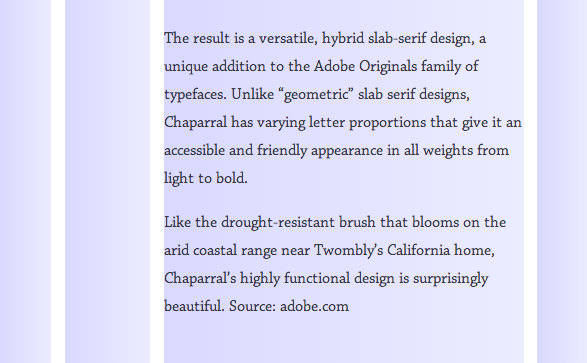 The result is a versatile, hybrid slab-serif design, a
unique addition to the Adobe Originals family of
typefaces. Unlike “geometric” slab serif designs,
Chaparral has varying letter proportions that give it an
accessible and friendly appearance in all weights from
light to bold.
Like the drought-resistant brush that blooms on the
arid coastal range near Twombly’s California home,
Chaparral’s highly functional design is surprisingly
beautiful. Source: adobe.com